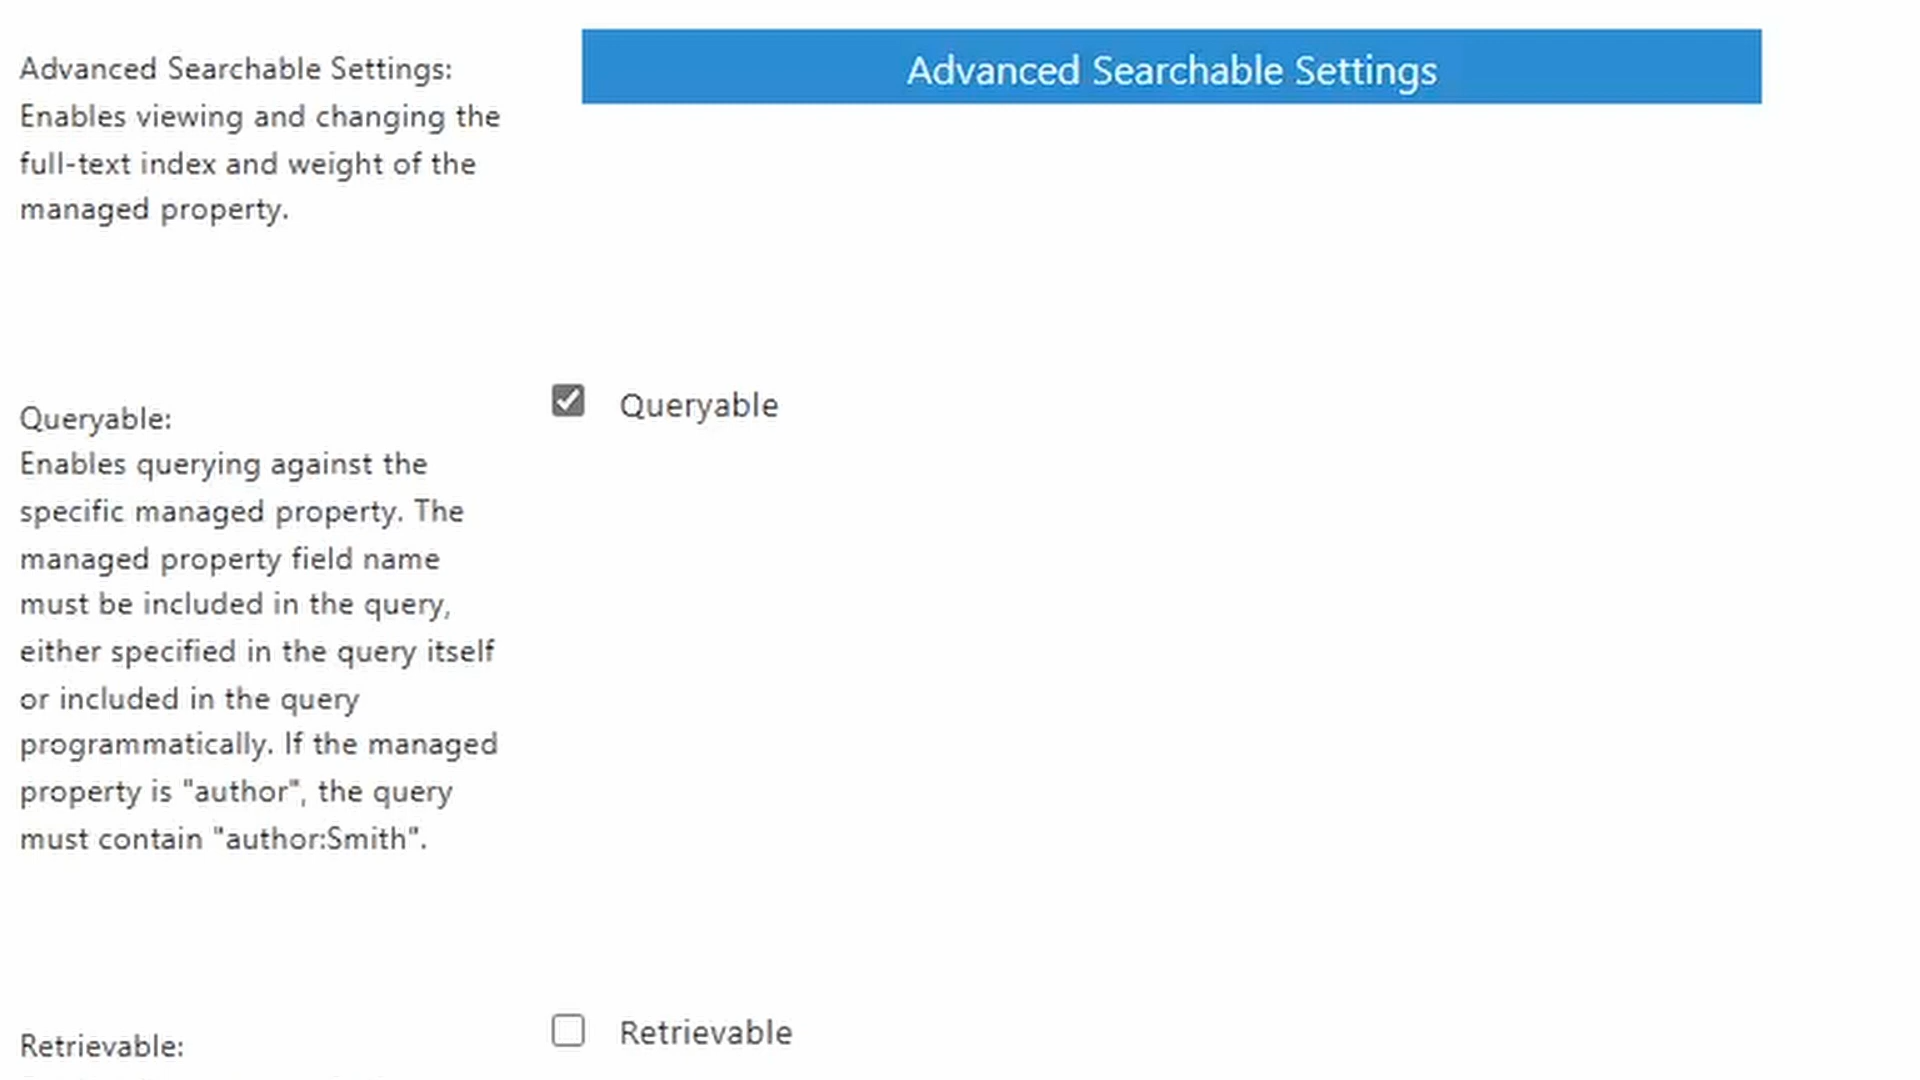 Advanced Searchable Settings:
Enables viewing and changing the
full-text index and weight of the
managed property.
Advanced Searchable Settings
Queryable:
Enables querying against the
specific managed property. The
managed property field name
must be included in the query,
either specified in the query itself
or included in the query
programmatically. If the managed
property is "author", the query
must contain "author:Smith".
Queryable
Retrievable:
Retrievable